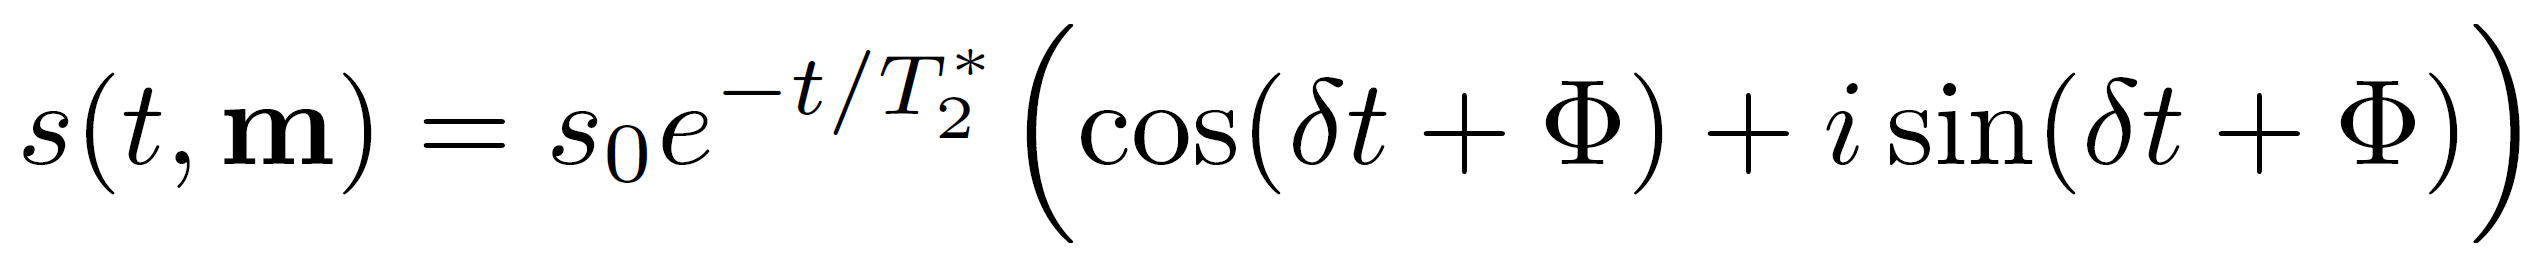 s(t, m) = s₀e^{−t/T₂*}(cos(δt + Φ) + i sin(δt + Φ))